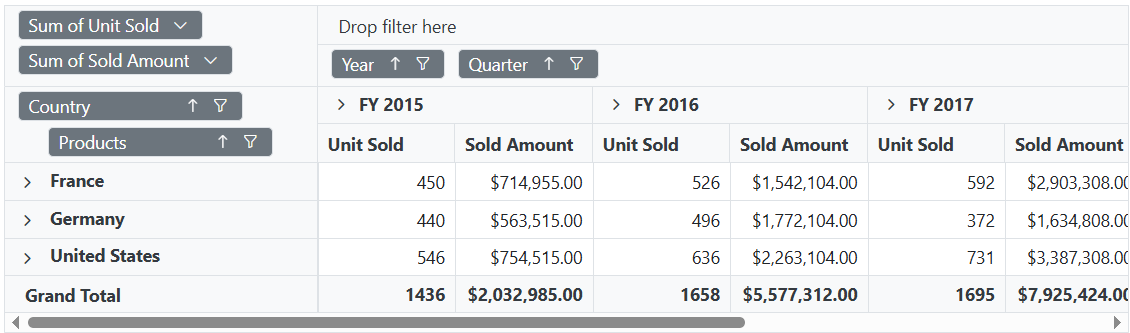 Sum of Unit Sold
Drop filter here
Sum of Sold Amount
Year Quarter
Country
FY 2015 FY 2016 FY 2017
Products
Unit Sold Sold Amount Unit Sold Sold Amount Unit Sold Sold Amount
France 450 $714,955.00 526 $1,542,104.00 592 $2,903,308.00
Germany 440 $563,515.00 496 $1,772,104.00 372 $1,634,808.00
United States 546 $754,515.00 636 $2,263,104.00 731 $3,387,308.00
Grand Total 1436 $2,032,985.00 1658 $5,577,312.00 1695 $7,925,424.00